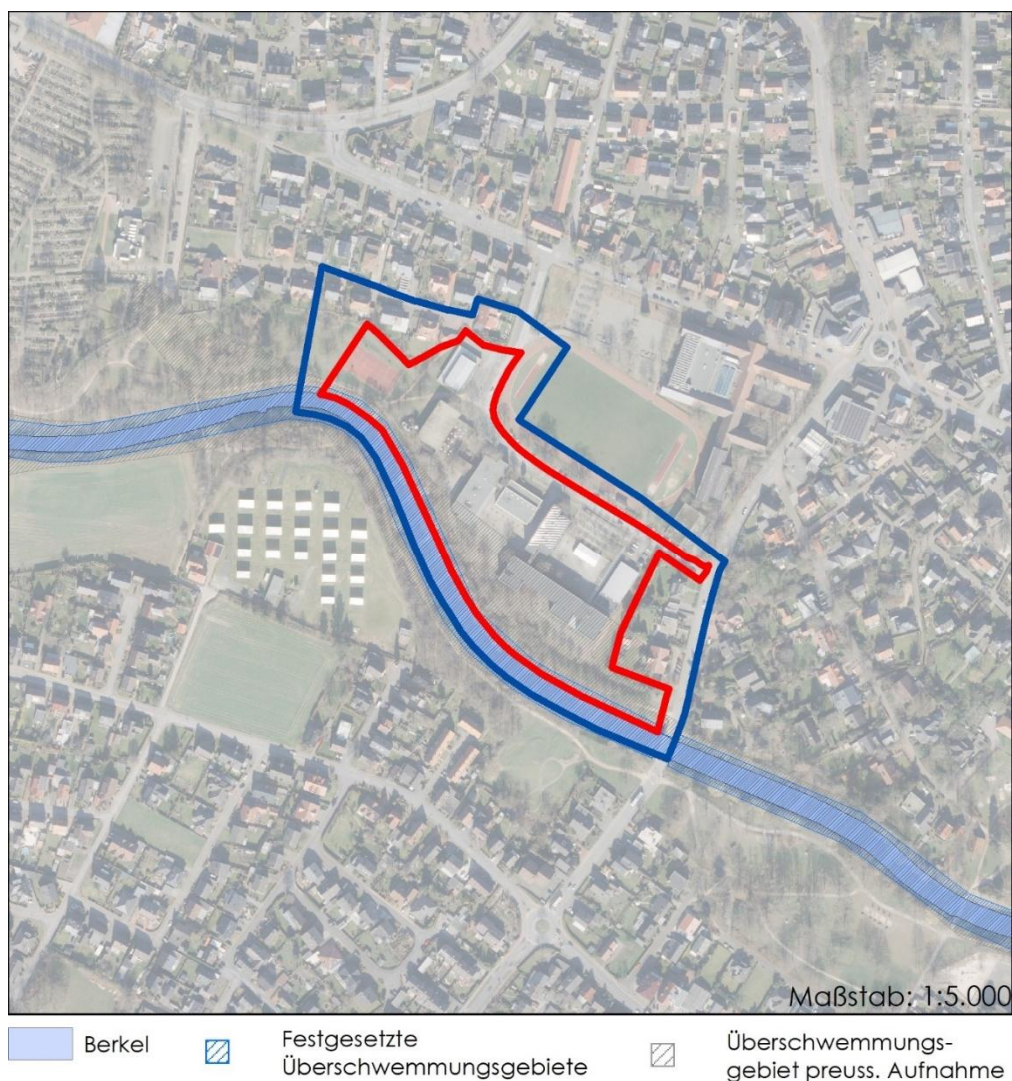 Maßstab: 1:5.000
Berkel
Festgesetzte
Überschwemmungsgebiete
Überschwemmungs-
gebiet preuss. Aufnahme